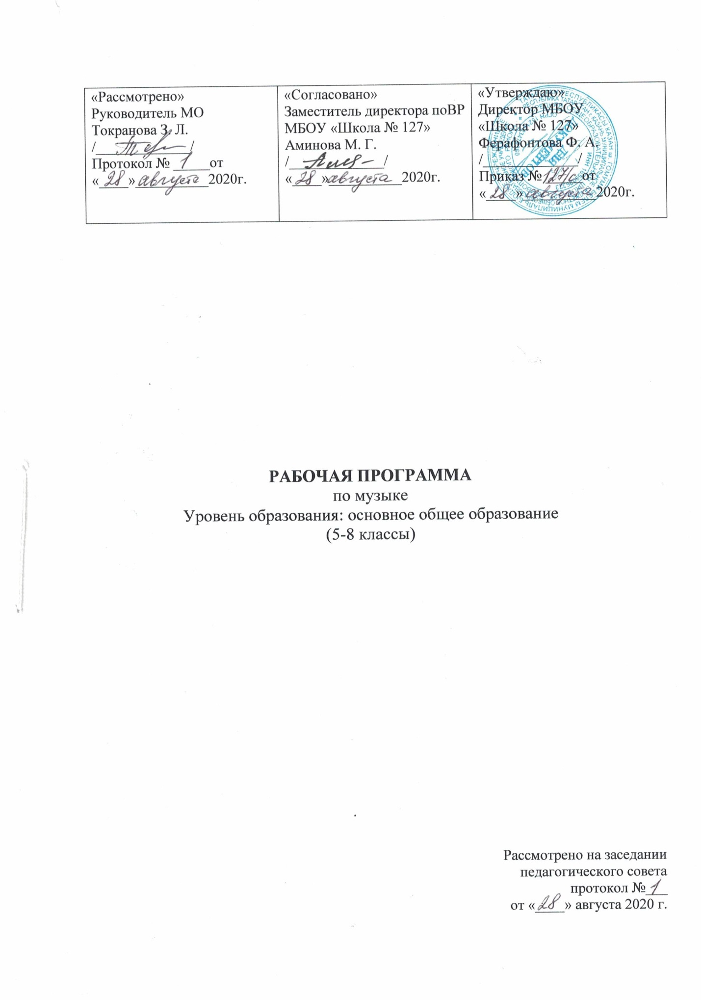 «Рассмотрено»
Руководитель МО
Токранова З. Л.
/ /
Протокол № 1 от
«28» августа 2020г.
«Согласовано»
Заместитель директора поВР
МБОУ «Школа № 127»
Аминова М. Г.
/ /
«28» августа 2020г.
«Утверждаю»
Директор МБОУ
«Школа № 127»
Ферафонтова Ф. А.
/ /
Приказ № 127/с от
«28» августа 2020г.
ДЛЯ
ДОКУМЕНТОВ
РАБОЧАЯ ПРОГРАММА
по музыке
Уровень образования: основное общее образование
(5-8 классы)
Рассмотрено на заседании
педагогического совета
протокол № 1
от «28» августа 2020 г.